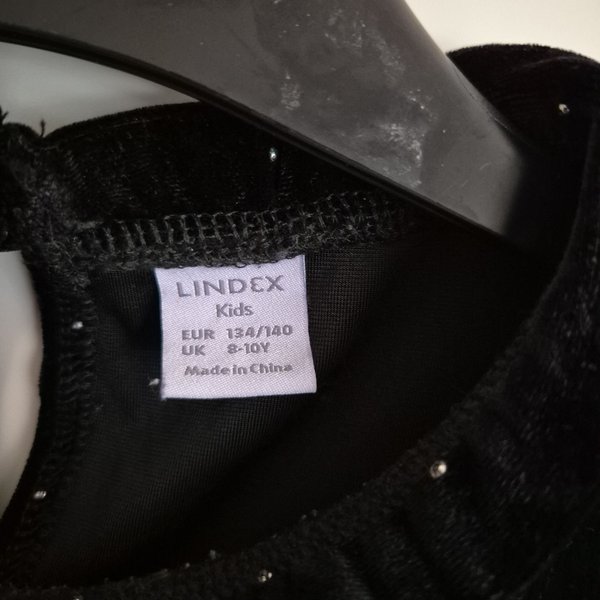 LINDEX
Kids
EUR 134/140
UK 8-10Y
Made in China